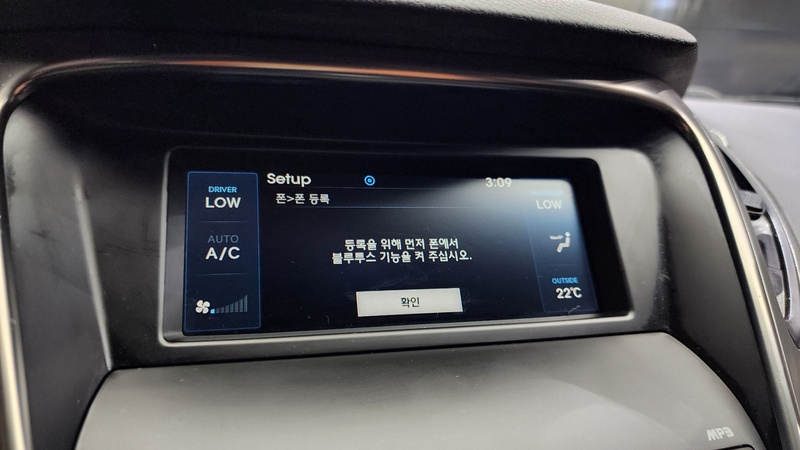 Setup
3:09
폰>폰 등록
DRIVER
LOW
AUTO
A/C
등록을 위해 먼저 폰에서
블루투스 기능을 켜 주십시오.
확인
LOW
OUTSIDE
22℃
MP3